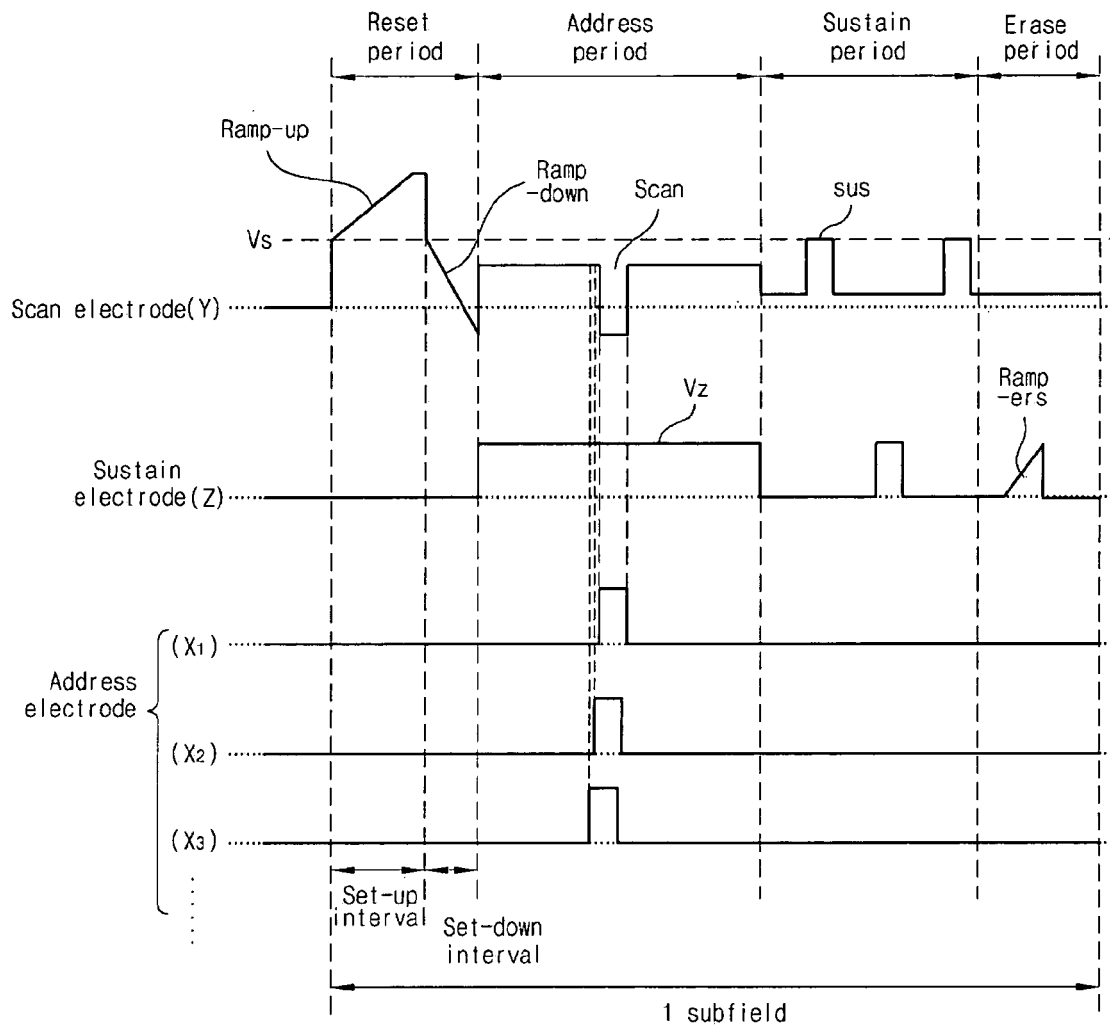 Reset
period
Address
period
Sustain
period
Erase
period
Ramp-up
Ramp
-down
Scan
sus
Vs
Scan electrode(Y)
Vz
Ramp
-ers
Sustain
electrode(Z)
(X1)
Address
electrode
(X2)
(X3)
Set-up
interval
Set-down
interval
1 subfield